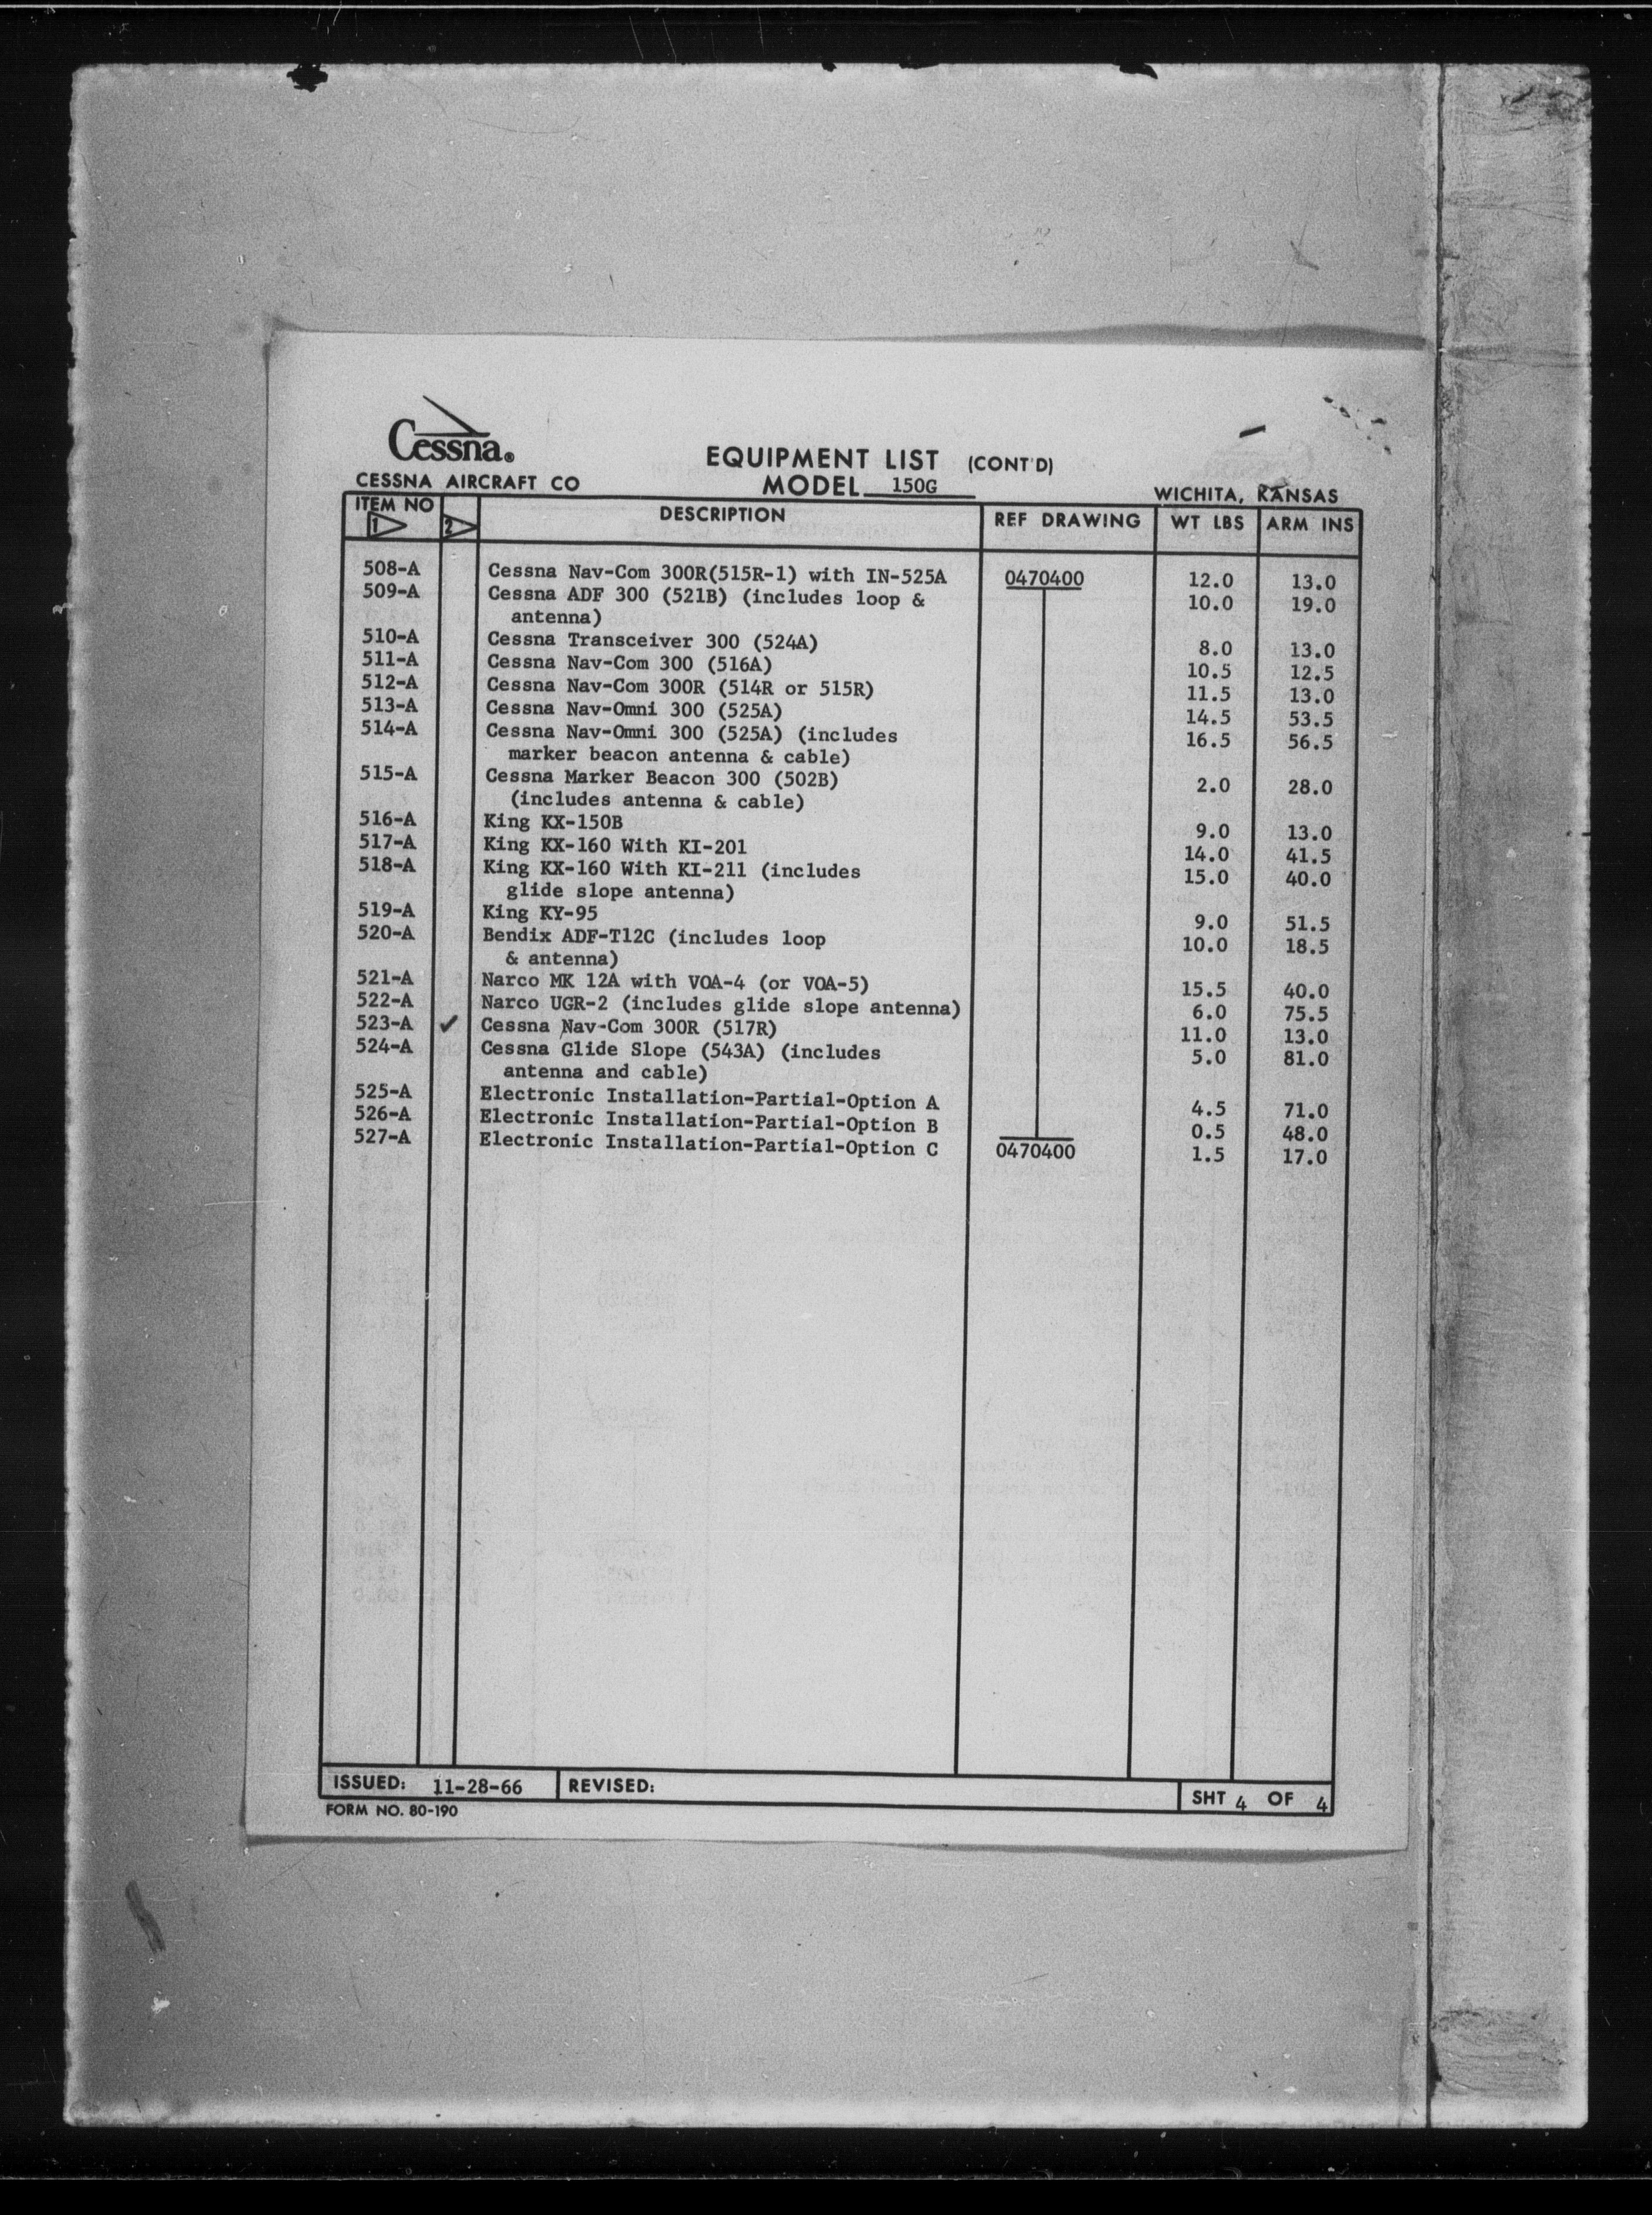 Cessna®
EQUIPMENT LIST (CONT'D)
CESSNA AIRCRAFT CO MODEL 150G WICHITA, KANSAS
ITEM NO 1 2 DESCRIPTION REF DRAWING WT LBS ARM INS
508-A Cessna Nav-Com 300R(515R-1) with IN-525A 0470400 12.0 13.0
509-A Cessna ADF 300 (521B) (includes loop & 10.0 19.0
antenna)
510-A Cessna Transceiver 300 (524A) 8.0 13.0
511-A Cessna Nav-Com 300 (516A) 10.5 12.5
512-A Cessna Nav-Com 300R (514R or 515R) 11.5 13.0
513-A Cessna Nav-Omni 300 (525A) 14.5 53.5
514-A Cessna Nav-Omni 300 (525A) (includes 16.5 56.5
marker beacon antenna & cable)
515-A Cessna Marker Beacon 300 (502B) 2.0 28.0
(includes antenna & cable)
516-A King KX-150B 9.0 13.0
517-A King KX-160 With KI-201 14.0 41.5
518-A King KX-160 With KI-211 (includes 15.0 40.0
glide slope antenna)
519-A King KY-95 9.0 51.5
520-A Bendix ADF-T12C (includes loop 10.0 18.5
& antenna)
521-A Narco MK 12A with VOA-4 (or VOA-5) 15.5 40.0
522-A Narco UGR-2 (includes glide slope antenna) 6.0 75.5
523-A ✓ Cessna Nav-Com 300R (517R) 11.0 13.0
524-A Cessna Glide Slope (543A) (includes 5.0 81.0
antenna and cable)
525-A Electronic Installation-Partial-Option A 4.5 71.0
526-A Electronic Installation-Partial-Option B 0.5 48.0
527-A Electronic Installation-Partial-Option C 0470400 1.5 17.0
ISSUED: 11-28-66 REVISED: SHT 4 OF 4
FORM NO. 80-190